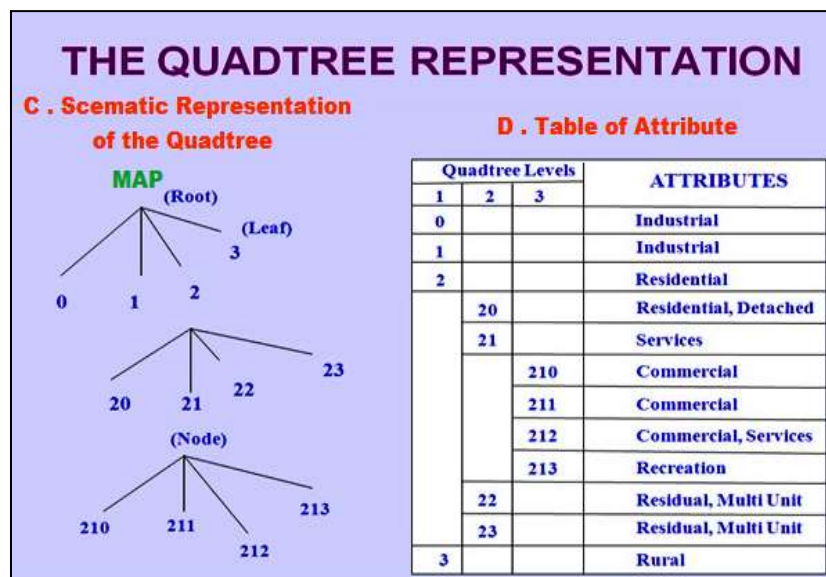 THE QUADTREE REPRESENTATION
C . Scematic Representation
of the Quadtree
MAP
(Root)
(Leaf)
3
0
1
2
23
22
20
21
(Node)
213
210
211
212
D . Table of Attribute
Quadtree Levels ATTRIBUTES
1 2 3
0 Industrial
1 Industrial
2 Residential
20 Residential, Detached
21 Services
210 Commercial
211 Commercial
212 Commercial, Services
213 Recreation
22 Residual, Multi Unit
23 Residual, Multi Unit
3 Rural